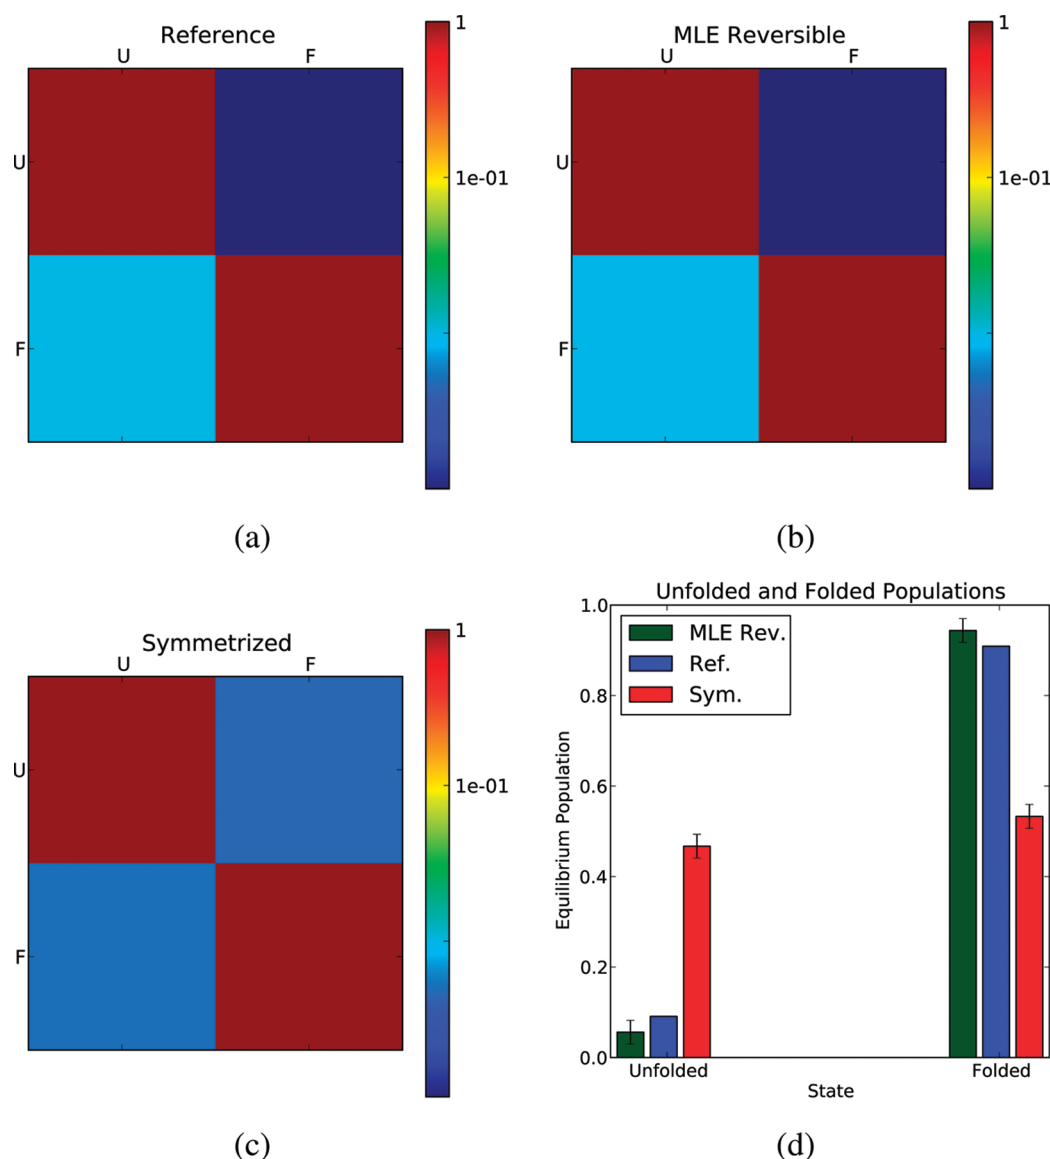 Reference
U F
U
F
1
1e-01
(a)
MLE Reversible
U F
U
F
1
1e-01
(b)
Symmetrized
U F
U
F
1
1e-01
(c)
Unfolded and Folded Populations
MLE Rev.
Ref.
Sym.
Equilibrium Population
1.0
0.8
0.6
0.4
0.2
0.0
Unfolded Folded
State
(d)